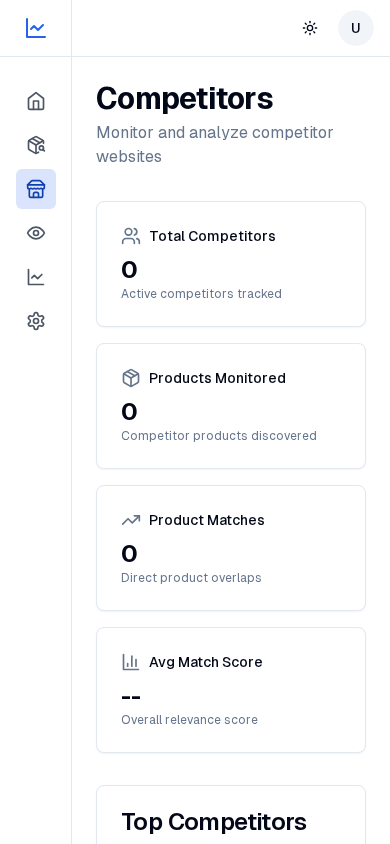 U
Competitors
Monitor and analyze competitor
websites
Total Competitors
0
Active competitors tracked
Products Monitored
0
Competitor products discovered
Product Matches
0
Direct product overlaps
Avg Match Score
--
Overall relevance score
Top Competitors